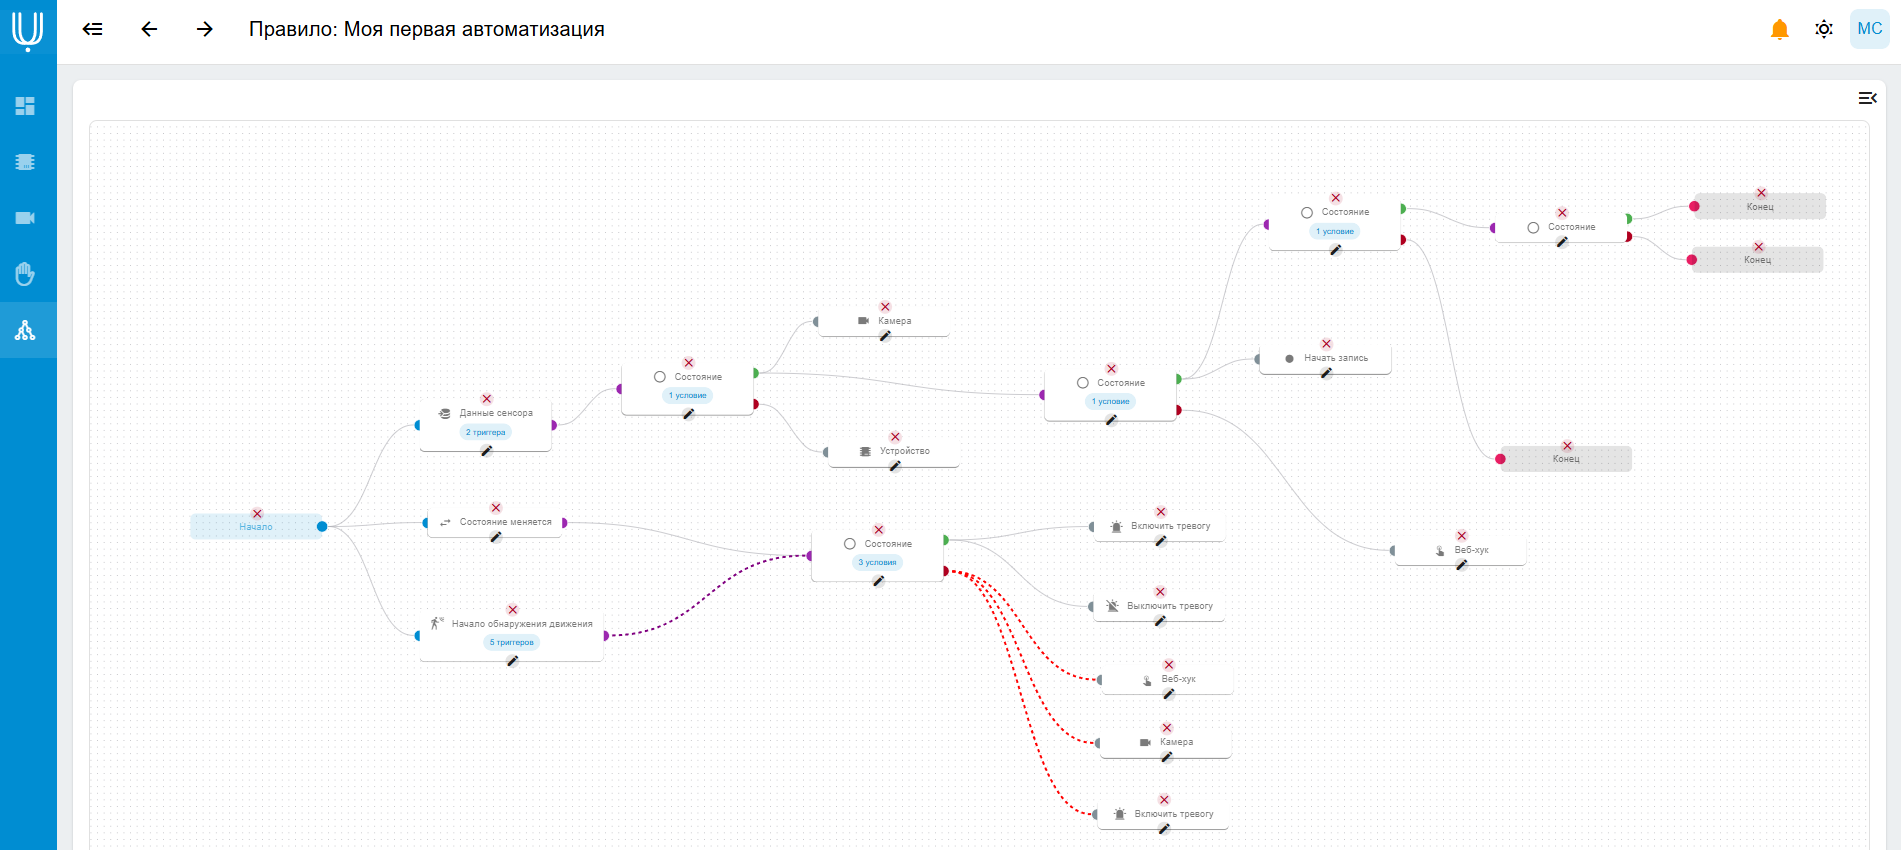 Правило: Моя первая автоматизация
МС
Состояние
1 условие
Состояние
Конец
Конец
Камера
Состояние
1 условие
Состояние
1 условие
Начать запись
Данные сенсора
2 триггера
Устройство
Конец
Начало
Состояние меняется
Состояние
3 условия
Включить тревогу
Веб-хук
Начало обнаружения движения
5 триггеров
Выключить тревогу
Веб-хук
Камера
Включить тревогу